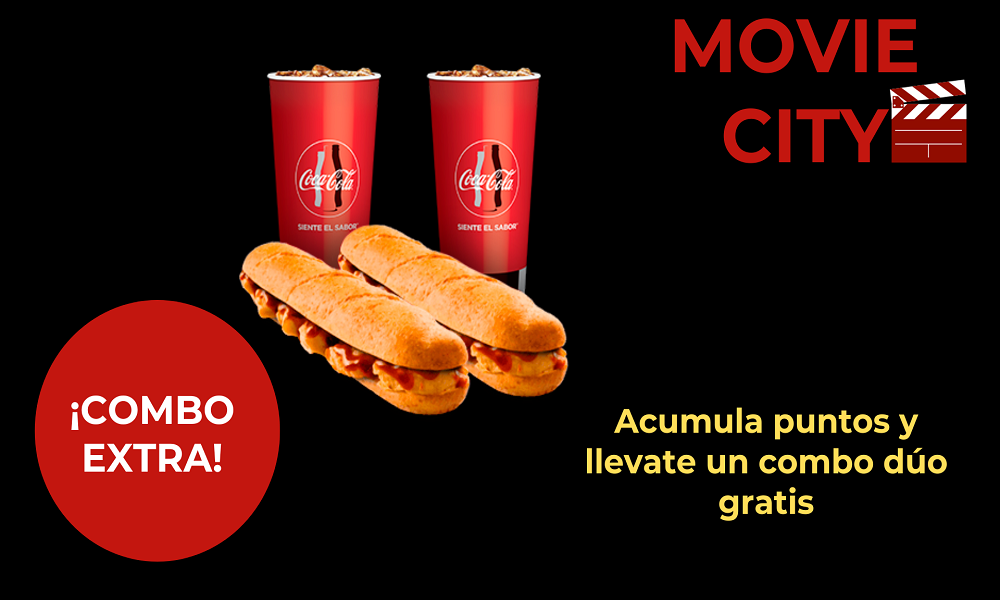 MOVIE
CITY
Coca-Cola
SIENTE EL SABOR
Coca-Cola
SIENTE EL SABOR
¡COMBO
EXTRA!
Acumula puntos y
llevate un combo dúo
gratis